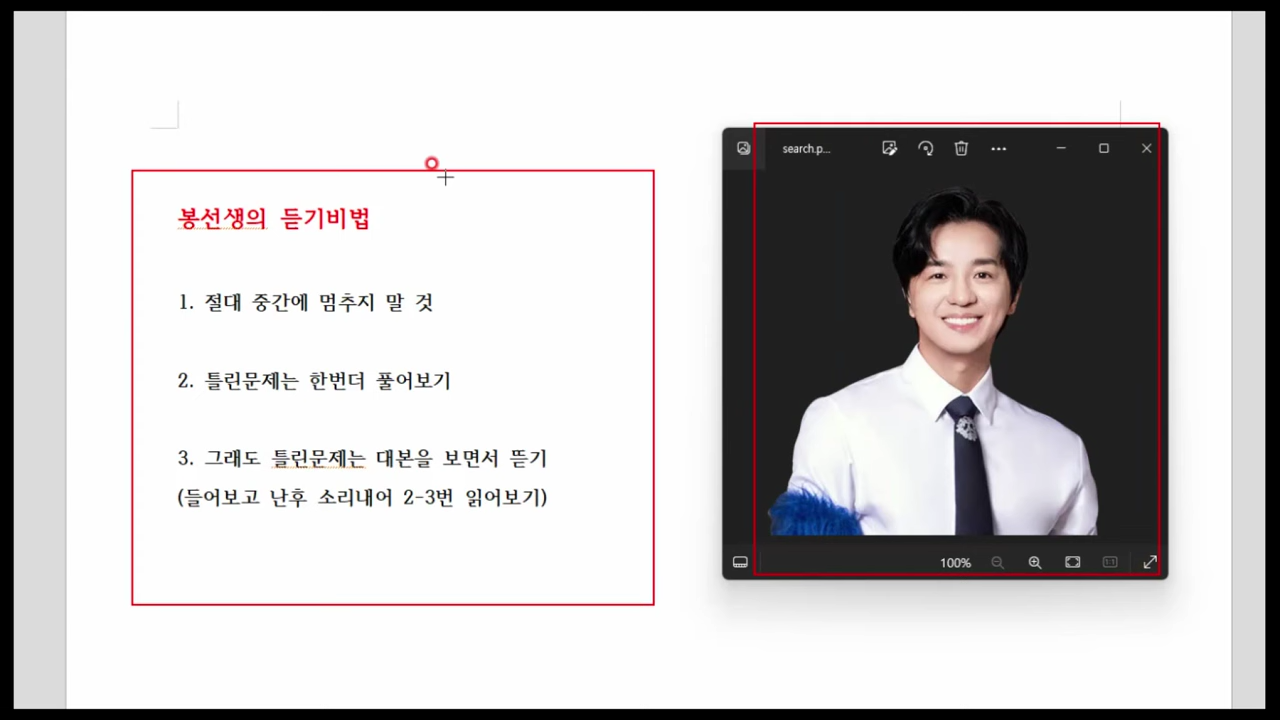 봉선생의 듣기비법
1. 절대 중간에 멈추지 말 것
2. 틀린문제는 한번더 풀어보기
3. 그래도 틀린문제는 대본을 보면서 뜯기
(들어보고 난후 소리내어 2-3번 읽어보기)
search.p...
100%